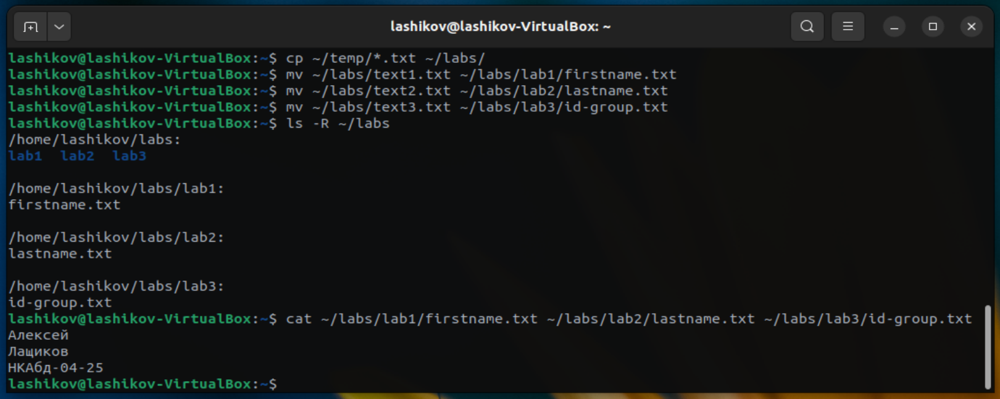 lashikov@lashikov-VirtualBox: ~
lashikov@lashikov-VirtualBox:~$ cp ~/temp/*.txt ~/labs/
lashikov@lashikov-VirtualBox:~$ mv ~/labs/text1.txt ~/labs/lab1/firstname.txt
lashikov@lashikov-VirtualBox:~$ mv ~/labs/text2.txt ~/labs/lab2/lastname.txt
lashikov@lashikov-VirtualBox:~$ mv ~/labs/text3.txt ~/labs/lab3/id-group.txt
lashikov@lashikov-VirtualBox:~$ ls -R ~/labs
/home/lashikov/labs:
lab1  lab2  lab3
/home/lashikov/labs/lab1:
firstname.txt
/home/lashikov/labs/lab2:
lastname.txt
/home/lashikov/labs/lab3:
id-group.txt
lashikov@lashikov-VirtualBox:~$ cat ~/labs/lab1/firstname.txt ~/labs/lab2/lastname.txt ~/labs/lab3/id-group.txt
Алексей
Лащиков
НКАбд-04-25
lashikov@lashikov-VirtualBox:~$